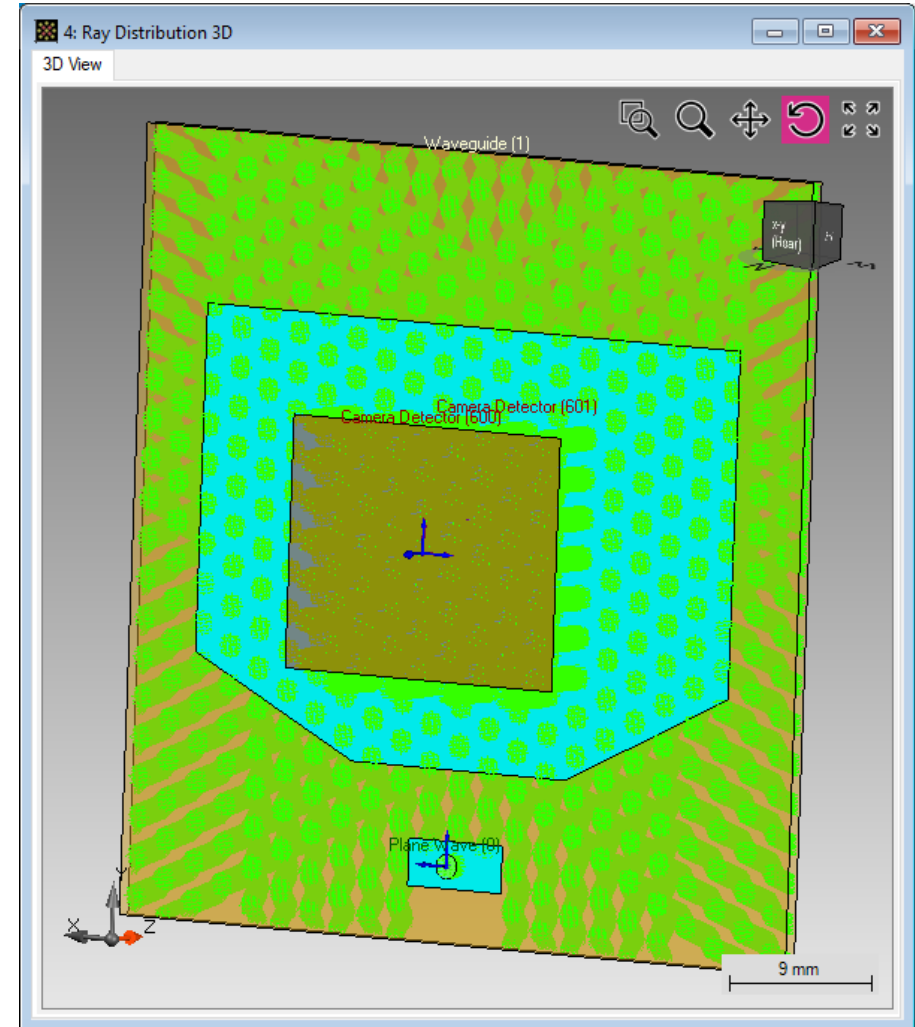 4: Ray Distribution 3D
3D View
Waveguide (1)
x-y
(Hear)
Camera Detector (601)
Camera Detector (600)
Plane Wave (0)
Y
X
Z
9 mm